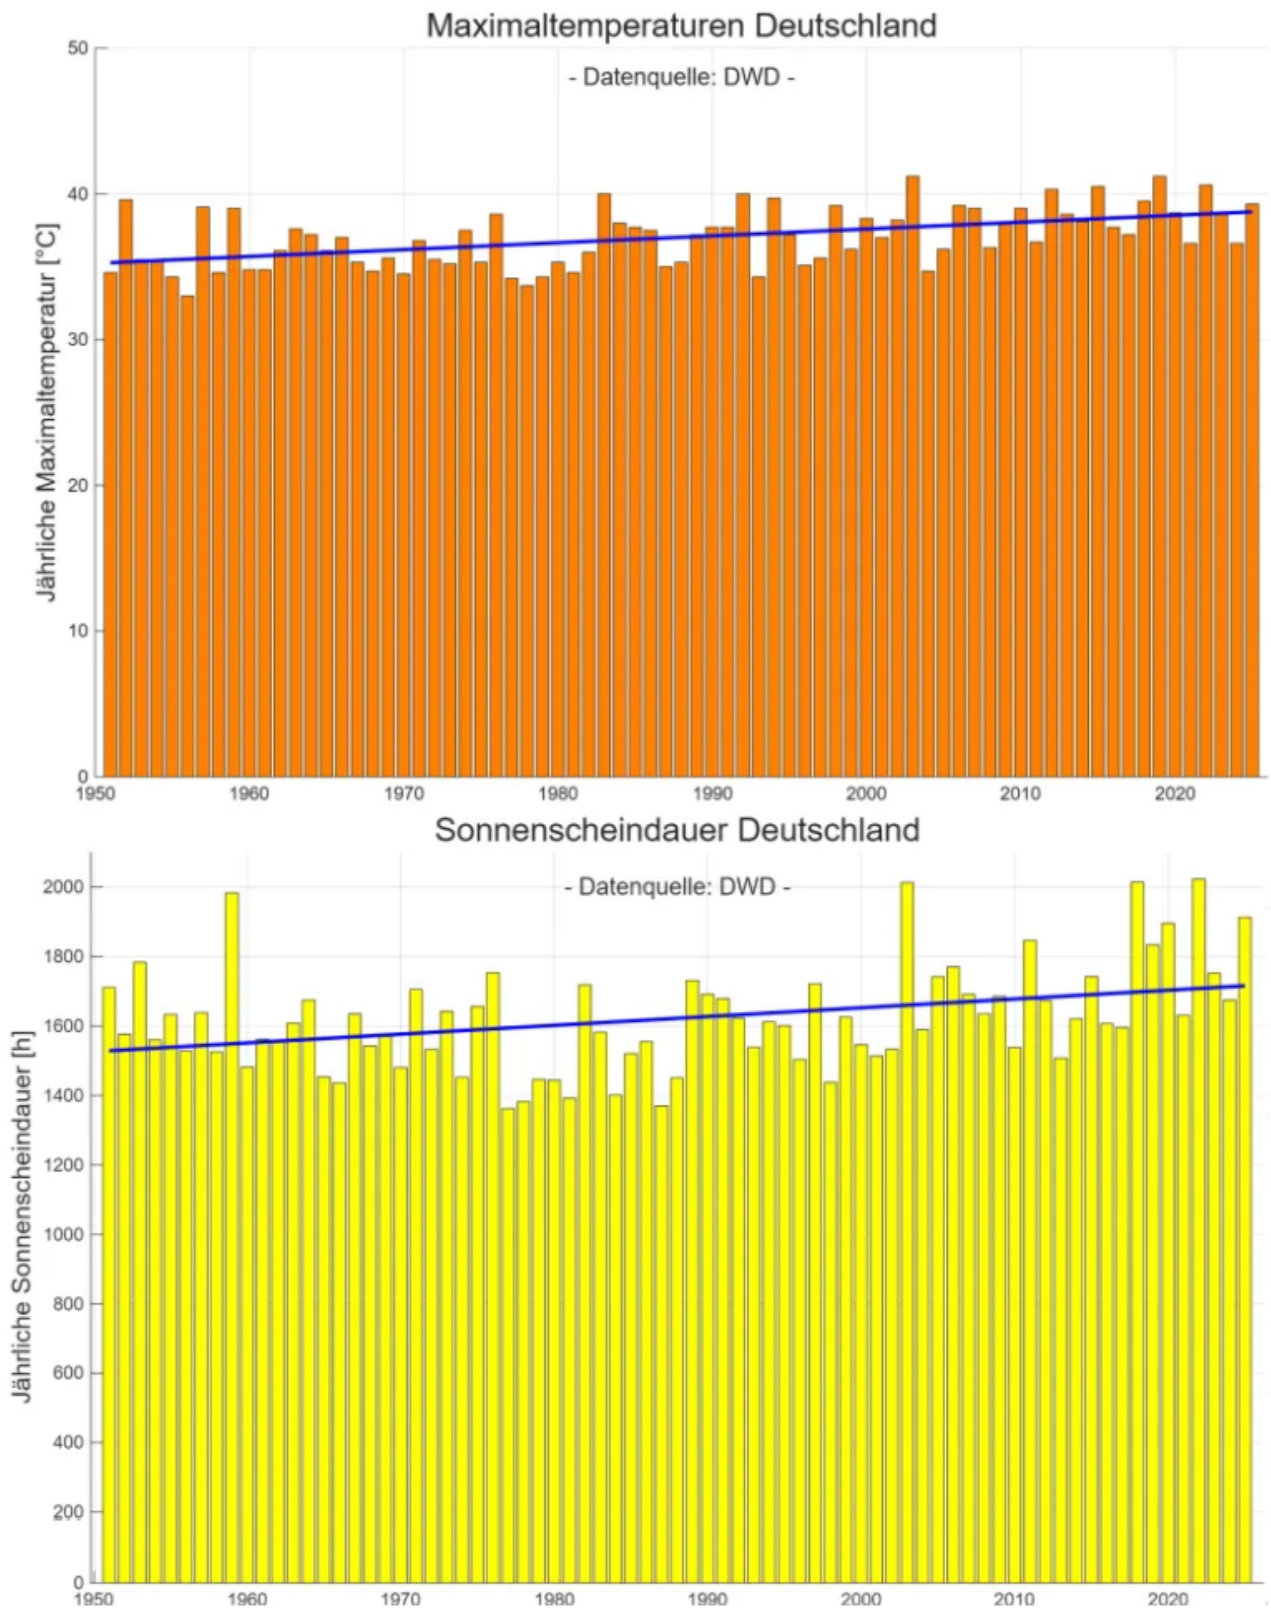 Maximaltemperaturen Deutschland
- Datenquelle: DWD -
Jährliche Maximaltemperatur [°C]
50
40
30
20
10
0
1950 1960 1970 1980 1990 2000 2010 2020
Sonnenscheindauer Deutschland
- Datenquelle: DWD -
Jährliche Sonnenscheindauer [h]
2000
1800
1600
1400
1200
1000
800
600
400
200
0
1950 1960 1970 1980 1990 2000 2010 2020